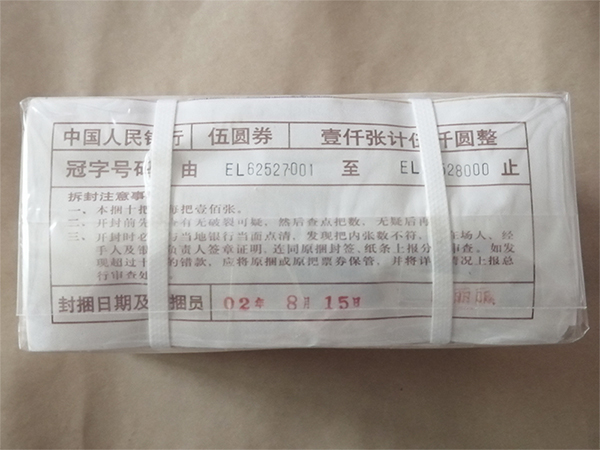 中国人民银行 伍圆券 壹仟张计伍仟圆整
冠字号码 由 EL62527001 至 EL 528000 止
拆封注意事
一、本捆十把 每把壹佰张。
二、开封前先 有无破裂可疑，然后查点把数，无疑后再
三、开封时必 与当地银行当面点清，发现把内张数不符， 在场人、经
手人及 负责人签章证明，连同原捆封签、纸条上报分 审查。如发
现超过十 的错款，应将原捆或原把票券保管，并将详 情况上报总
行审查处
封捆日期及 捆员 02年 8月 15日